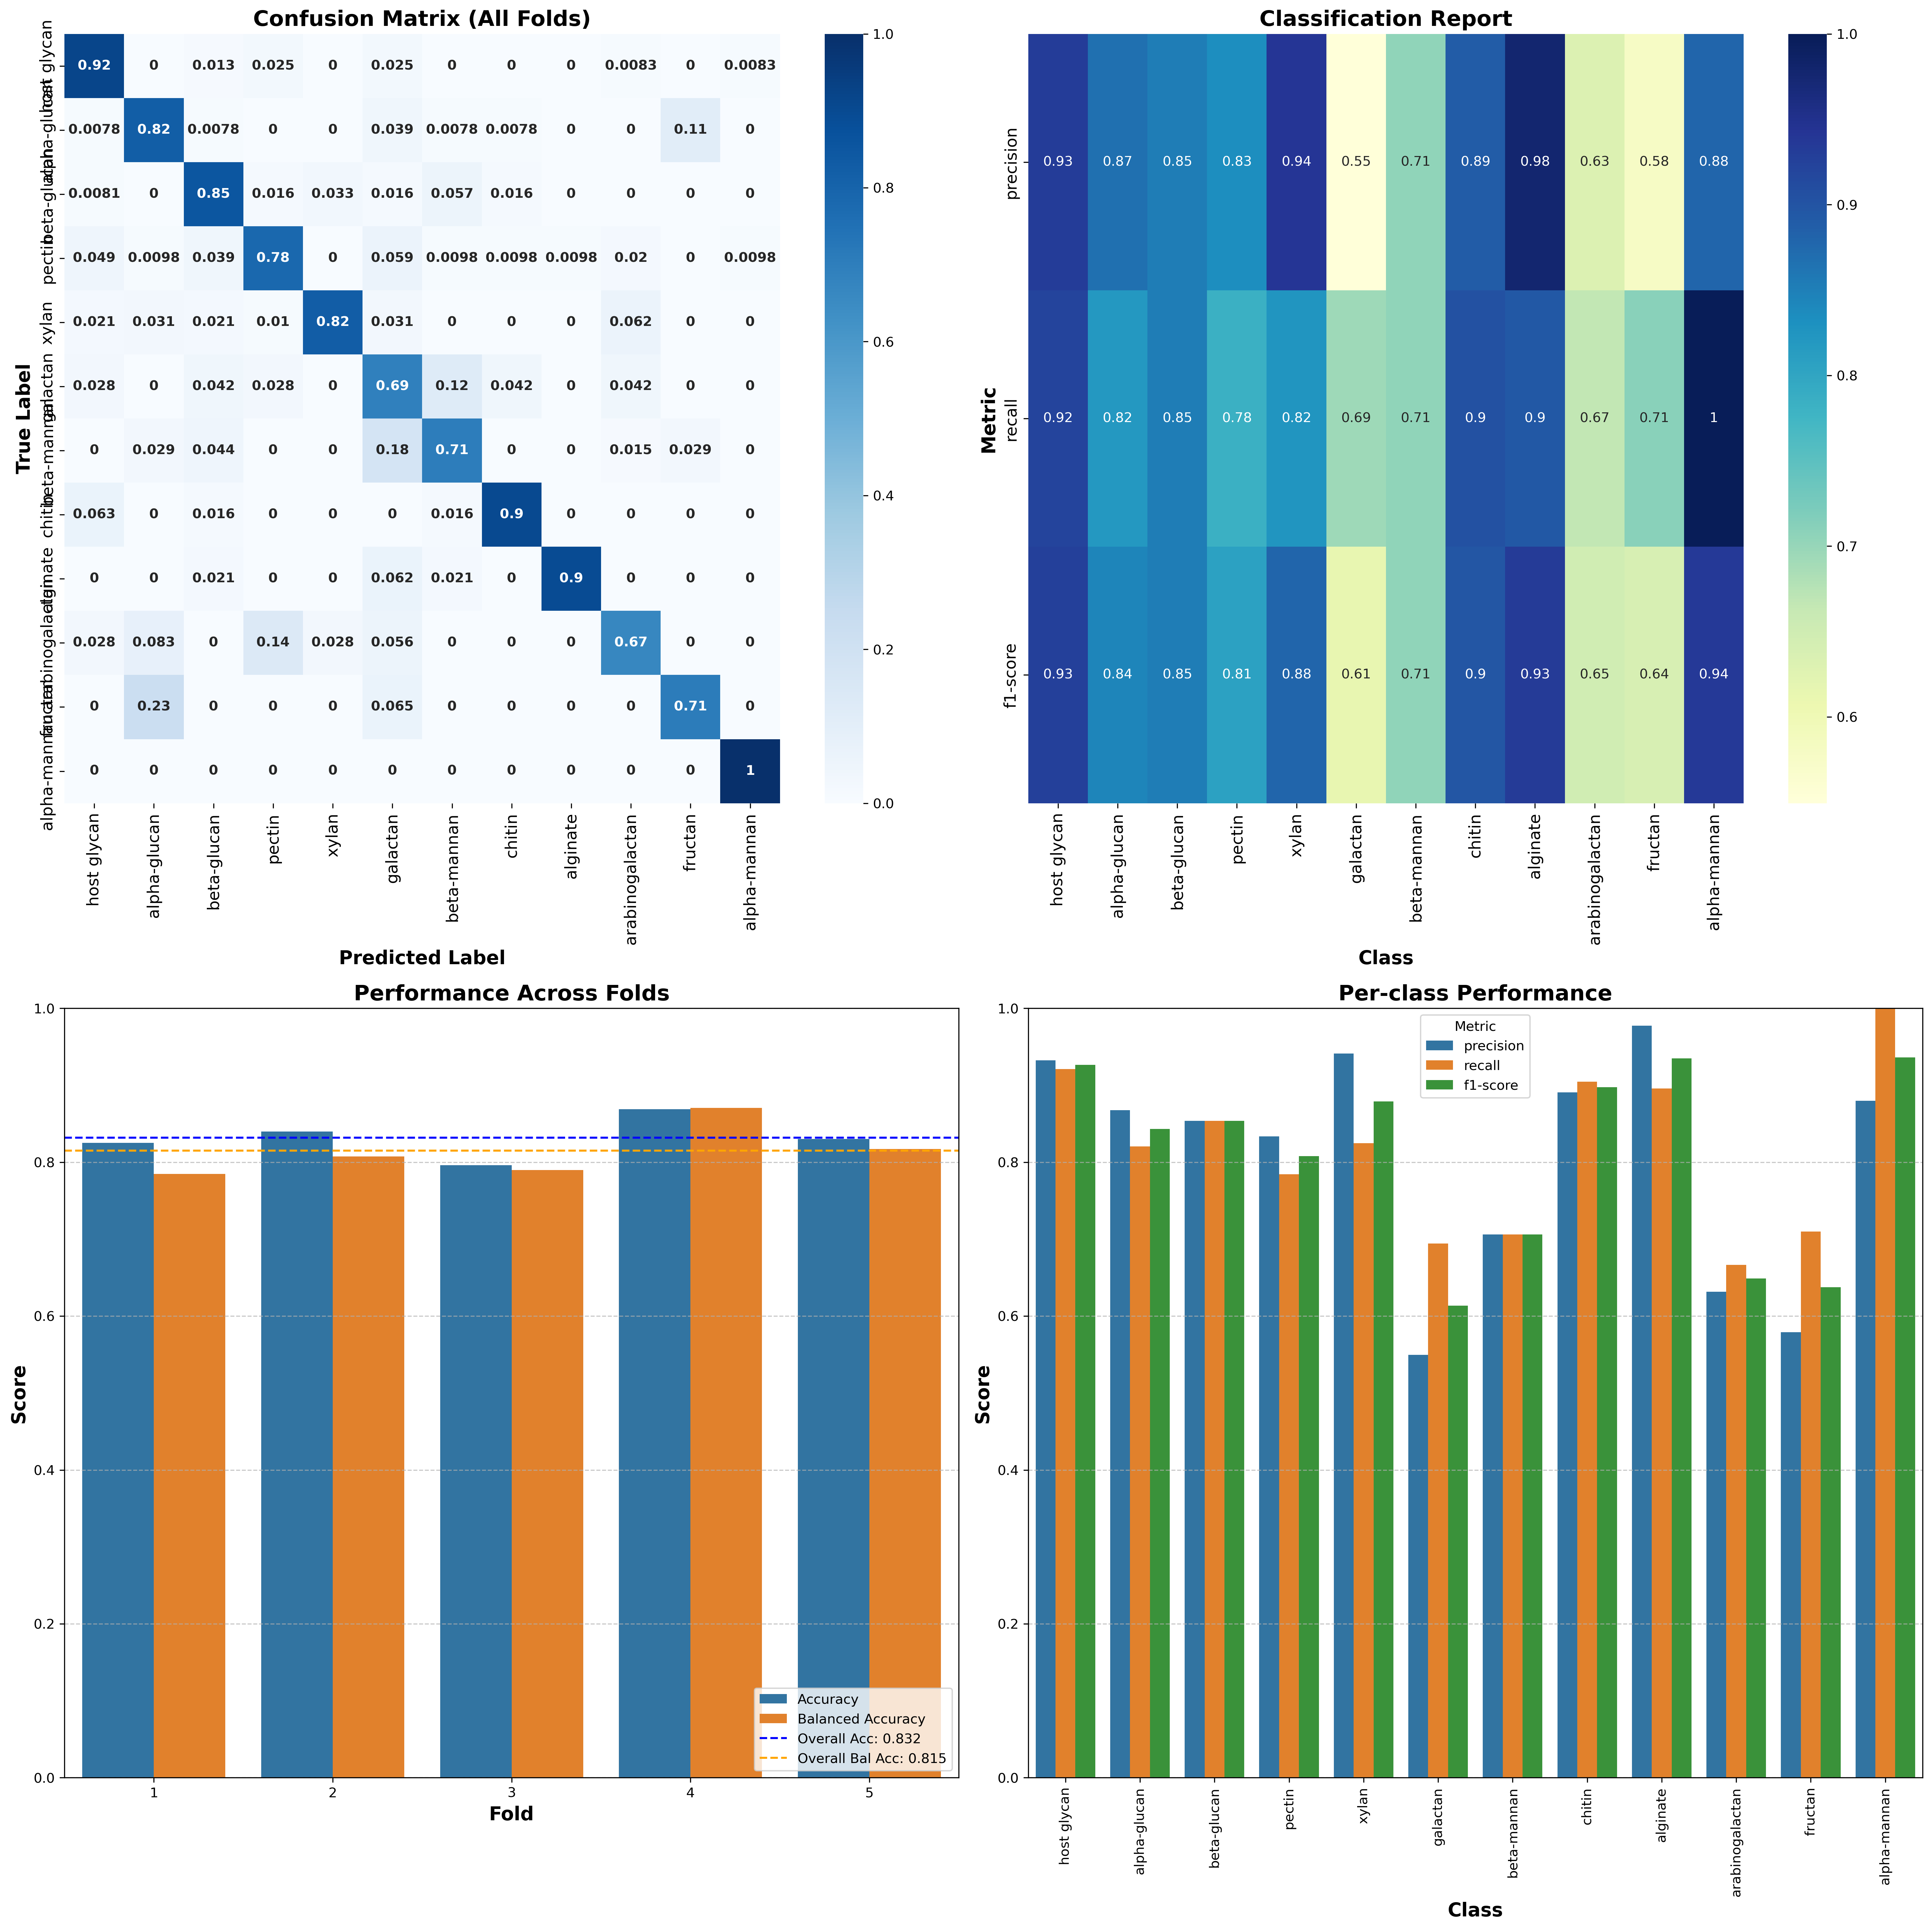 Confusion Matrix (All Folds)
True Label
host glycan
alpha-glucan
beta-glucan
pectin
xylan
galactan
beta-mannan
chitin
alginate
arabinogalactan
fructan
alpha-mannan
0.92 0 0.013 0.025 0 0.025 0 0 0 0.0083 0 0.0083
0.0078 0.82 0.0078 0 0 0.039 0.0078 0.0078 0 0 0.11 0
0.0081 0 0.85 0.016 0.033 0.016 0.057 0.016 0 0 0 0
0.049 0.0098 0.039 0.78 0 0.059 0.0098 0.0098 0.0098 0.02 0 0.0098
0.021 0.031 0.021 0.01 0.82 0.031 0 0 0 0.062 0 0
0.028 0 0.042 0.028 0 0.69 0.12 0.042 0 0.042 0 0
0 0.029 0.044 0 0 0.18 0.71 0 0 0.015 0.029 0
0.063 0 0.016 0 0 0 0.016 0.9 0 0 0 0
0 0 0.021 0 0 0.062 0.021 0 0.9 0 0 0
0.028 0.083 0 0.14 0.028 0.056 0 0 0 0.67 0 0
0 0.23 0 0 0 0.065 0 0 0 0 0.71 0
0 0 0 0 0 0 0 0 0 0 0 1
host glycan
alpha-glucan
beta-glucan
pectin
xylan
galactan
beta-mannan
chitin
alginate
arabinogalactan
fructan
alpha-mannan
Predicted Label
1.0
0.8
0.6
0.4
0.2
0.0
Classification Report
Metric
precision
recall
f1-score
0.93 0.87 0.85 0.83 0.94 0.55 0.71 0.89 0.98 0.63 0.58 0.88
0.92 0.82 0.85 0.78 0.82 0.69 0.71 0.9 0.9 0.67 0.71 1
0.93 0.84 0.85 0.81 0.88 0.61 0.71 0.9 0.93 0.65 0.64 0.94
host glycan
alpha-glucan
beta-glucan
pectin
xylan
galactan
beta-mannan
chitin
alginate
arabinogalactan
fructan
alpha-mannan
Class
1.0
0.9
0.8
0.7
0.6
Performance Across Folds
Score
1.0
0.8
0.6
0.4
0.2
0.0
1 2 3 4 5
Fold
Accuracy
Balanced Accuracy
Overall Acc: 0.832
Overall Bal Acc: 0.815
Per-class Performance
Score
1.0
0.8
0.6
0.4
0.2
0.0
Metric
precision
recall
f1-score
host glycan
alpha-glucan
beta-glucan
pectin
xylan
galactan
beta-mannan
chitin
alginate
arabinogalactan
fructan
alpha-mannan
Class